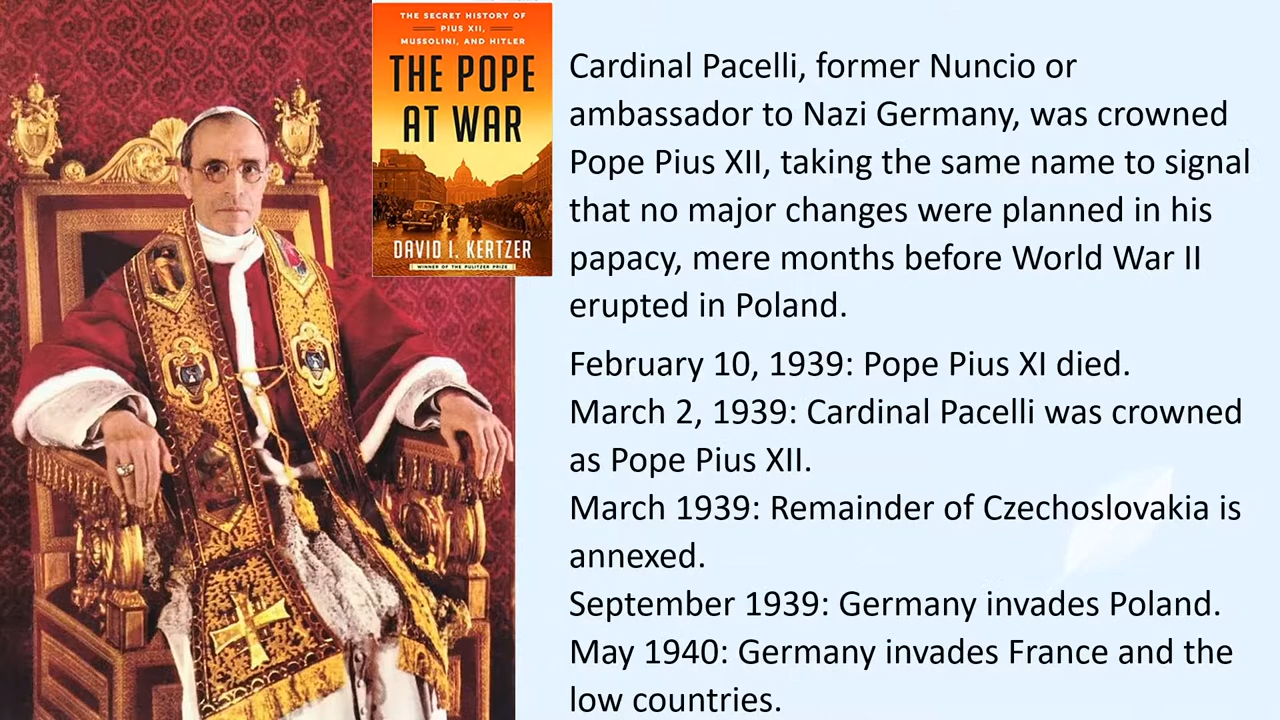 THE SECRET HISTORY OF
PIUS XII,
MUSSOLINI, AND HITLER
THE POPE
AT WAR
DAVID I. KERTZER
WINNER OF THE PULITZER PRIZE
Cardinal Pacelli, former Nuncio or
ambassador to Nazi Germany, was crowned
Pope Pius XII, taking the same name to signal
that no major changes were planned in his
papacy, mere months before World War II
erupted in Poland.
February 10, 1939: Pope Pius XI died.
March 2, 1939: Cardinal Pacelli was crowned
as Pope Pius XII.
March 1939: Remainder of Czechoslovakia is
annexed.
September 1939: Germany invades Poland.
May 1940: Germany invades France and the
low countries.